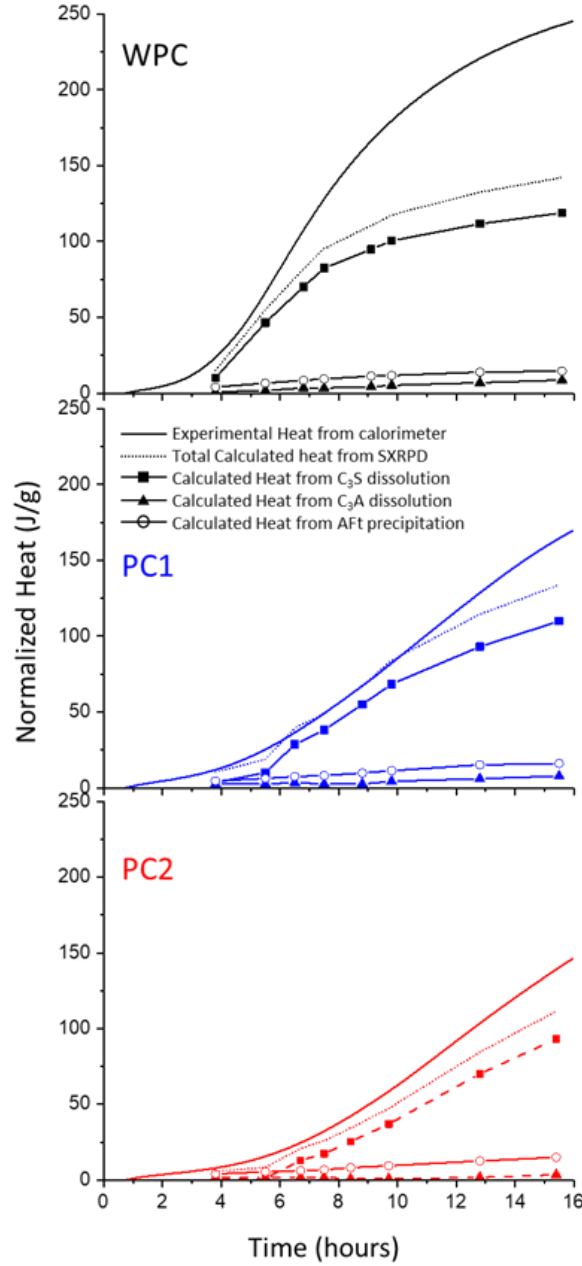 WPC
250
200
150
100
50
0
250
200
150
100
50
0
Experimental Heat from calorimeter
Total Calculated heat from SXRPD
Calculated Heat from C₃S dissolution
Calculated Heat from C₃A dissolution
Calculated Heat from AFt precipitation
PC1
Normalized Heat (J/g)
PC2
250
200
150
100
50
0
0 2 4 6 8 10 12 14 16
Time (hours)